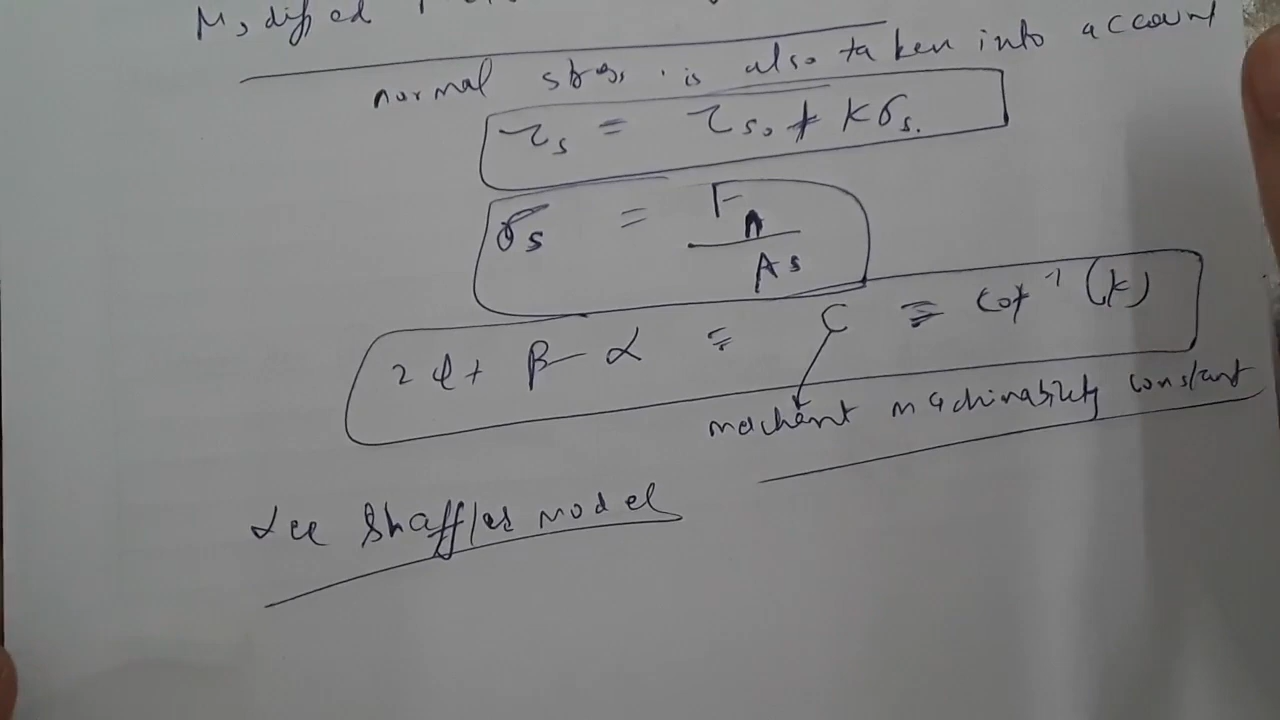 Modified
normal stress is also taken into account
τs = τs₀ + kσs.
σs = Fn / As
2φ + β - α = C = cot⁻¹ (k)
merchant machinability constant
Lee Shaffler model